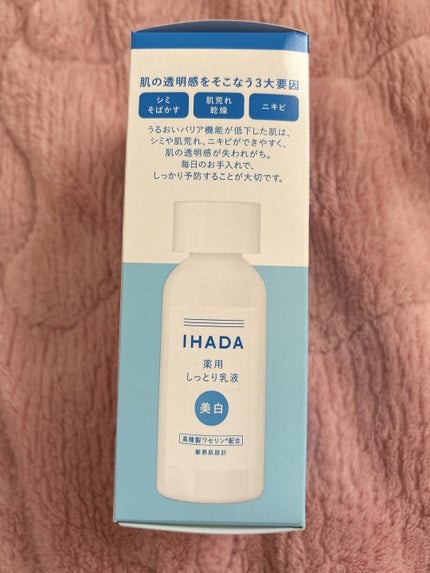 肌の透明感をそこなう3大要因
シミ
そばかす
肌荒れ
乾燥
ニキビ
うるおいバリア機能が低下した肌は、
シミや肌荒れ、ニキビができやすく、
肌の透明感が失われがち。
毎日のお手入れで、
しっかり予防することが大切です。
IHADA
薬用
しっとり乳液
美白
高精製ワセリン*配合
敏感肌設計